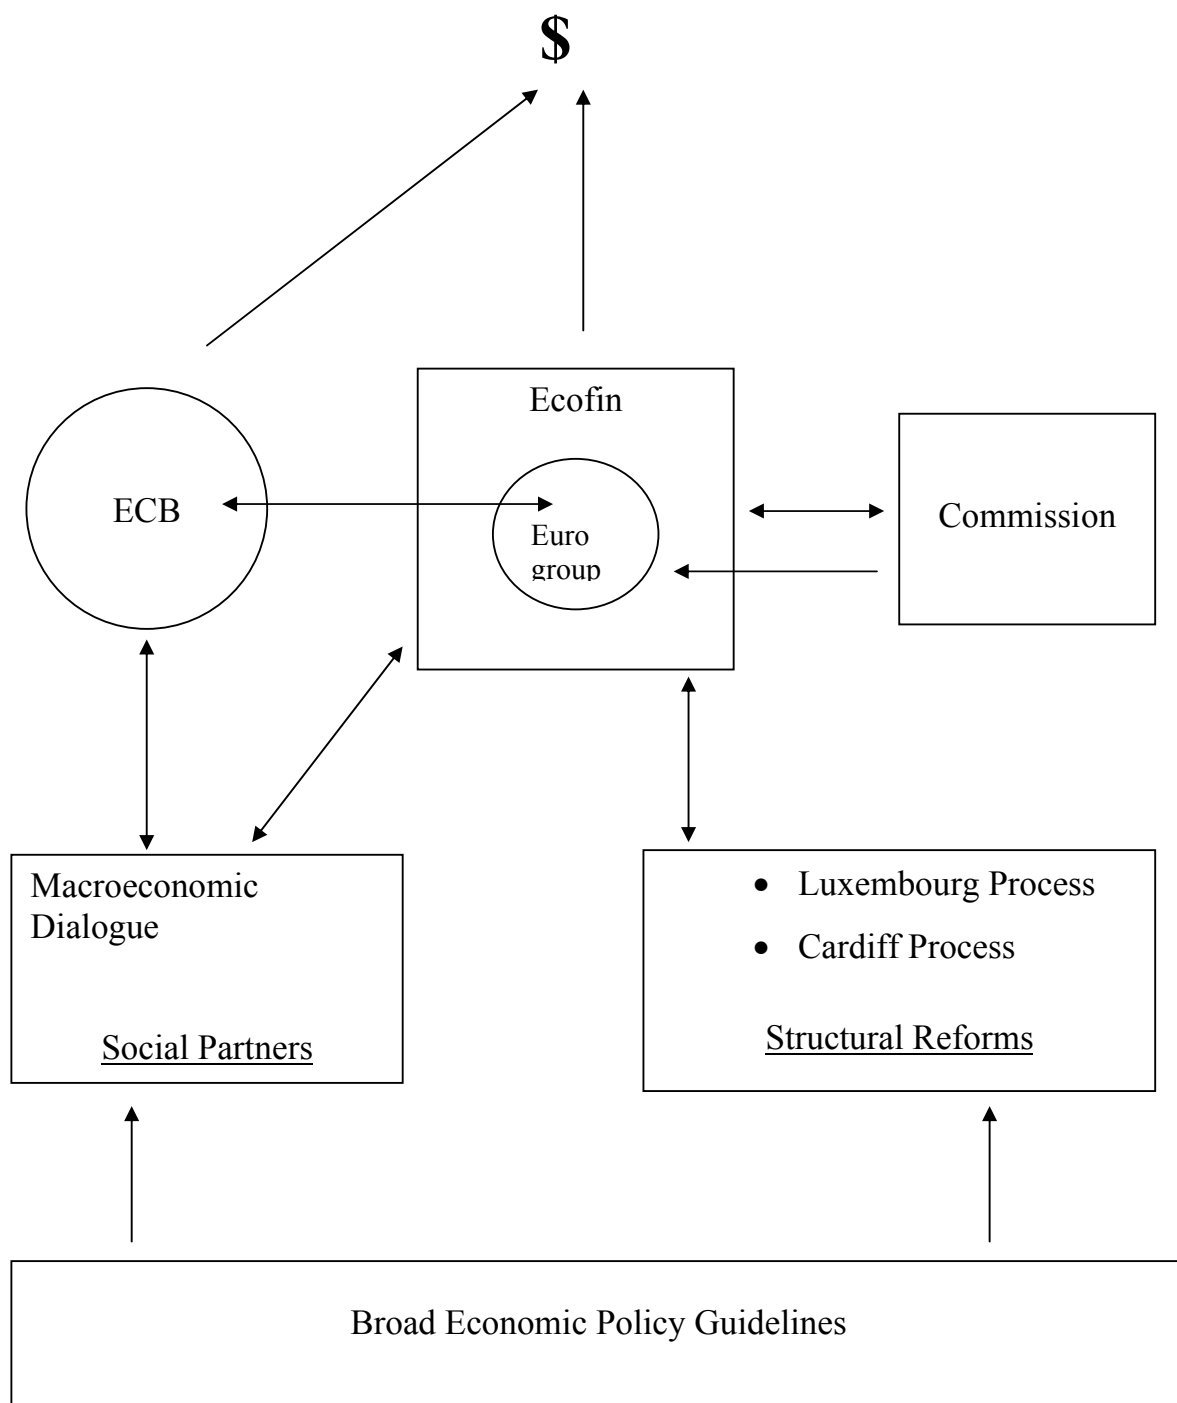 $
Ecofin
ECB
Euro
group
Commission
Macroeconomic
Dialogue
Social Partners
• Luxembourg Process
• Cardiff Process
Structural Reforms
Broad Economic Policy Guidelines